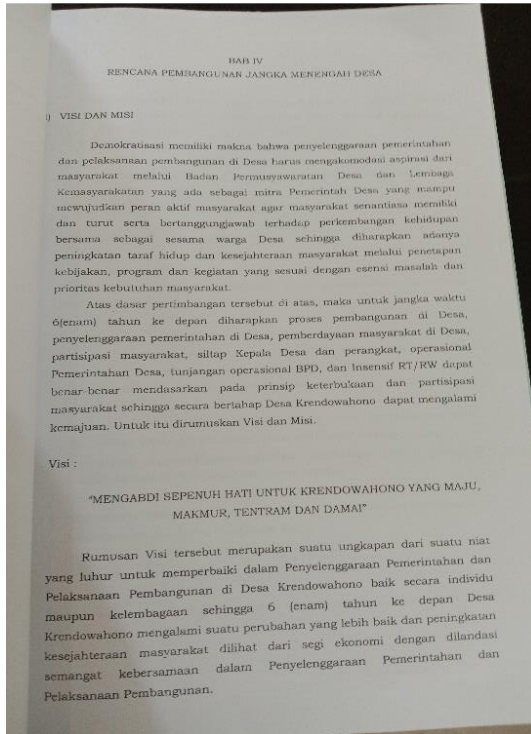 BAB IV
RENCANA PEMBANGUNAN JANGKA MENENGAH DESA
VISI DAN MISI
Demokratisasi memiliki makna bahwa penyelenggaraan pemerintahan
dan pelaksanaan pembangunan di Desa harus mengakomodasi aspirasi dari
masyarakat melalui Badan Permusyawaratan Desa dan Lembaga
Kemasyarakatan yang ada sebagai mitra Pemerintah Desa yang mampu
mewujudkan peran aktif masyarakat agar masyarakat senantiasa memiliki
dan turut serta bertanggungjawab terhadap perkembangan kehidupan
bersama sebagai sesama warga Desa sehingga diharapkan adanya
peningkatan taraf hidup dan kesejahteraan masyarakat melalui penetapan
kebijakan, program dan kegiatan yang sesuai dengan esensi masalah dan
prioritas kebutuhan masyarakat.
Atas dasar pertimbangan tersebut di atas, maka untuk jangka waktu
6(enam) tahun ke depan diharapkan proses pembangunan di Desa,
penyelenggaraan pemerintahan di Desa, pemberdayaan masyarakat di Desa,
partisipasi masyarakat, siltap Kepala Desa dan perangkat, operasional
Pemerintahan Desa, tunjangan operasional BPD, dan Insensif RT/RW dapat
benar-benar mendasarkan pada prinsip keterbukaan dan partisipasi
masyarakat sehingga secara bertahap Desa Krendowahono dapat mengalami
kemajuan. Untuk itu dirumuskan Visi dan Misi.
Visi :
"MENGABDI SEPENUH HATI UNTUK KRENDOWAHONO YANG MAJU,
MAKMUR, TENTRAM DAN DAMAI"
Rumusan Visi tersebut merupakan suatu ungkapan dari suatu niat
yang luhur untuk memperbaiki dalam Penyelenggaraan Pemerintahan dan
Pelaksanaan Pembangunan di Desa Krendowahono baik secara individu
maupun kelembagaan sehingga 6 (enam) tahun ke depan Desa
Krendowahono mengalami suatu perubahan yang lebih baik dan peningkatan
kesejahteraan masyarakat dilihat dari segi ekonomi dengan dilandasi
semangat kebersamaan dalam Penyelenggaraan Pemerintahan dan
Pelaksanaan Pembangunan.